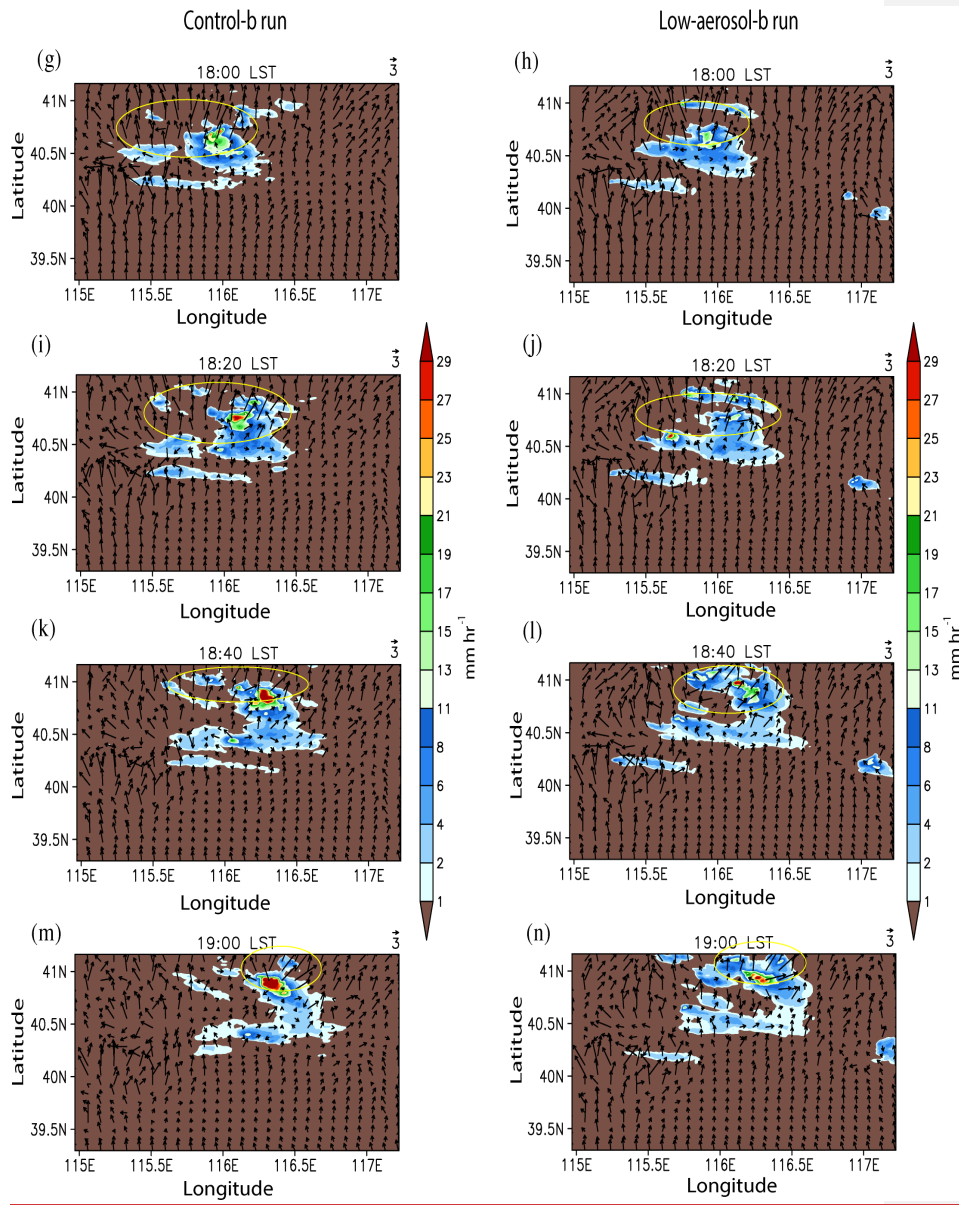 Control-b run
Low-aerosol-b run
(g)
18:00 LST
3
41N
40.5N
40N
39.5N
Latitude
115E 115.5E 116E 116.5E 117E
Longitude
(h)
18:00 LST
3
41N
40.5N
40N
39.5N
Latitude
115E 115.5E 116E 116.5E 117E
Longitude
(i)
18:20 LST
3
41N
40.5N
40N
39.5N
Latitude
115E 115.5E 116E 116.5E 117E
Longitude
(j)
18:20 LST
3
41N
40.5N
40N
39.5N
Latitude
115E 115.5E 116E 116.5E 117E
Longitude
(k)
18:40 LST
3
41N
40.5N
40N
39.5N
Latitude
115E 115.5E 116E 116.5E 117E
Longitude
(l)
18:40 LST
3
41N
40.5N
40N
39.5N
Latitude
115E 115.5E 116E 116.5E 117E
Longitude
(m)
19:00 LST
3
41N
40.5N
40N
39.5N
Latitude
115E 115.5E 116E 116.5E 117E
Longitude
(n)
19:00 LST
3
41N
40.5N
40N
39.5N
Latitude
115E 115.5E 116E 116.5E 117E
Longitude
29
27
25
23
21
19
17
15
13
11
8
6
4
2
1
mm hr⁻¹
29
27
25
23
21
19
17
15
13
11
8
6
4
2
1
mm hr⁻¹